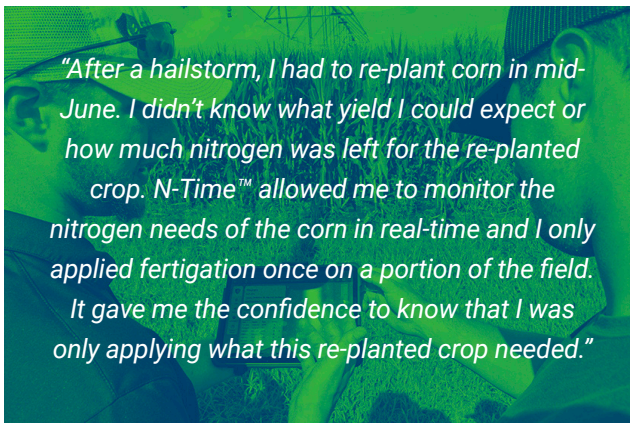 “After a hailstorm, I had to re-plant corn in mid-
June. I didn’t know what yield I could expect or
how much nitrogen was left for the re-planted
crop. N-Time™ allowed me to monitor the
nitrogen needs of the corn in real-time and I only
applied fertigation once on a portion of the field.
It gave me the confidence to know that I was
only applying what this re-planted crop needed.”